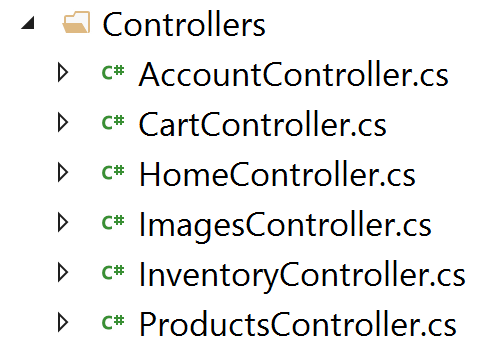 Controllers
C# AccountController.cs
C# CartController.cs
C# HomeController.cs
C# ImagesController.cs
C# InventoryController.cs
C# ProductsController.cs